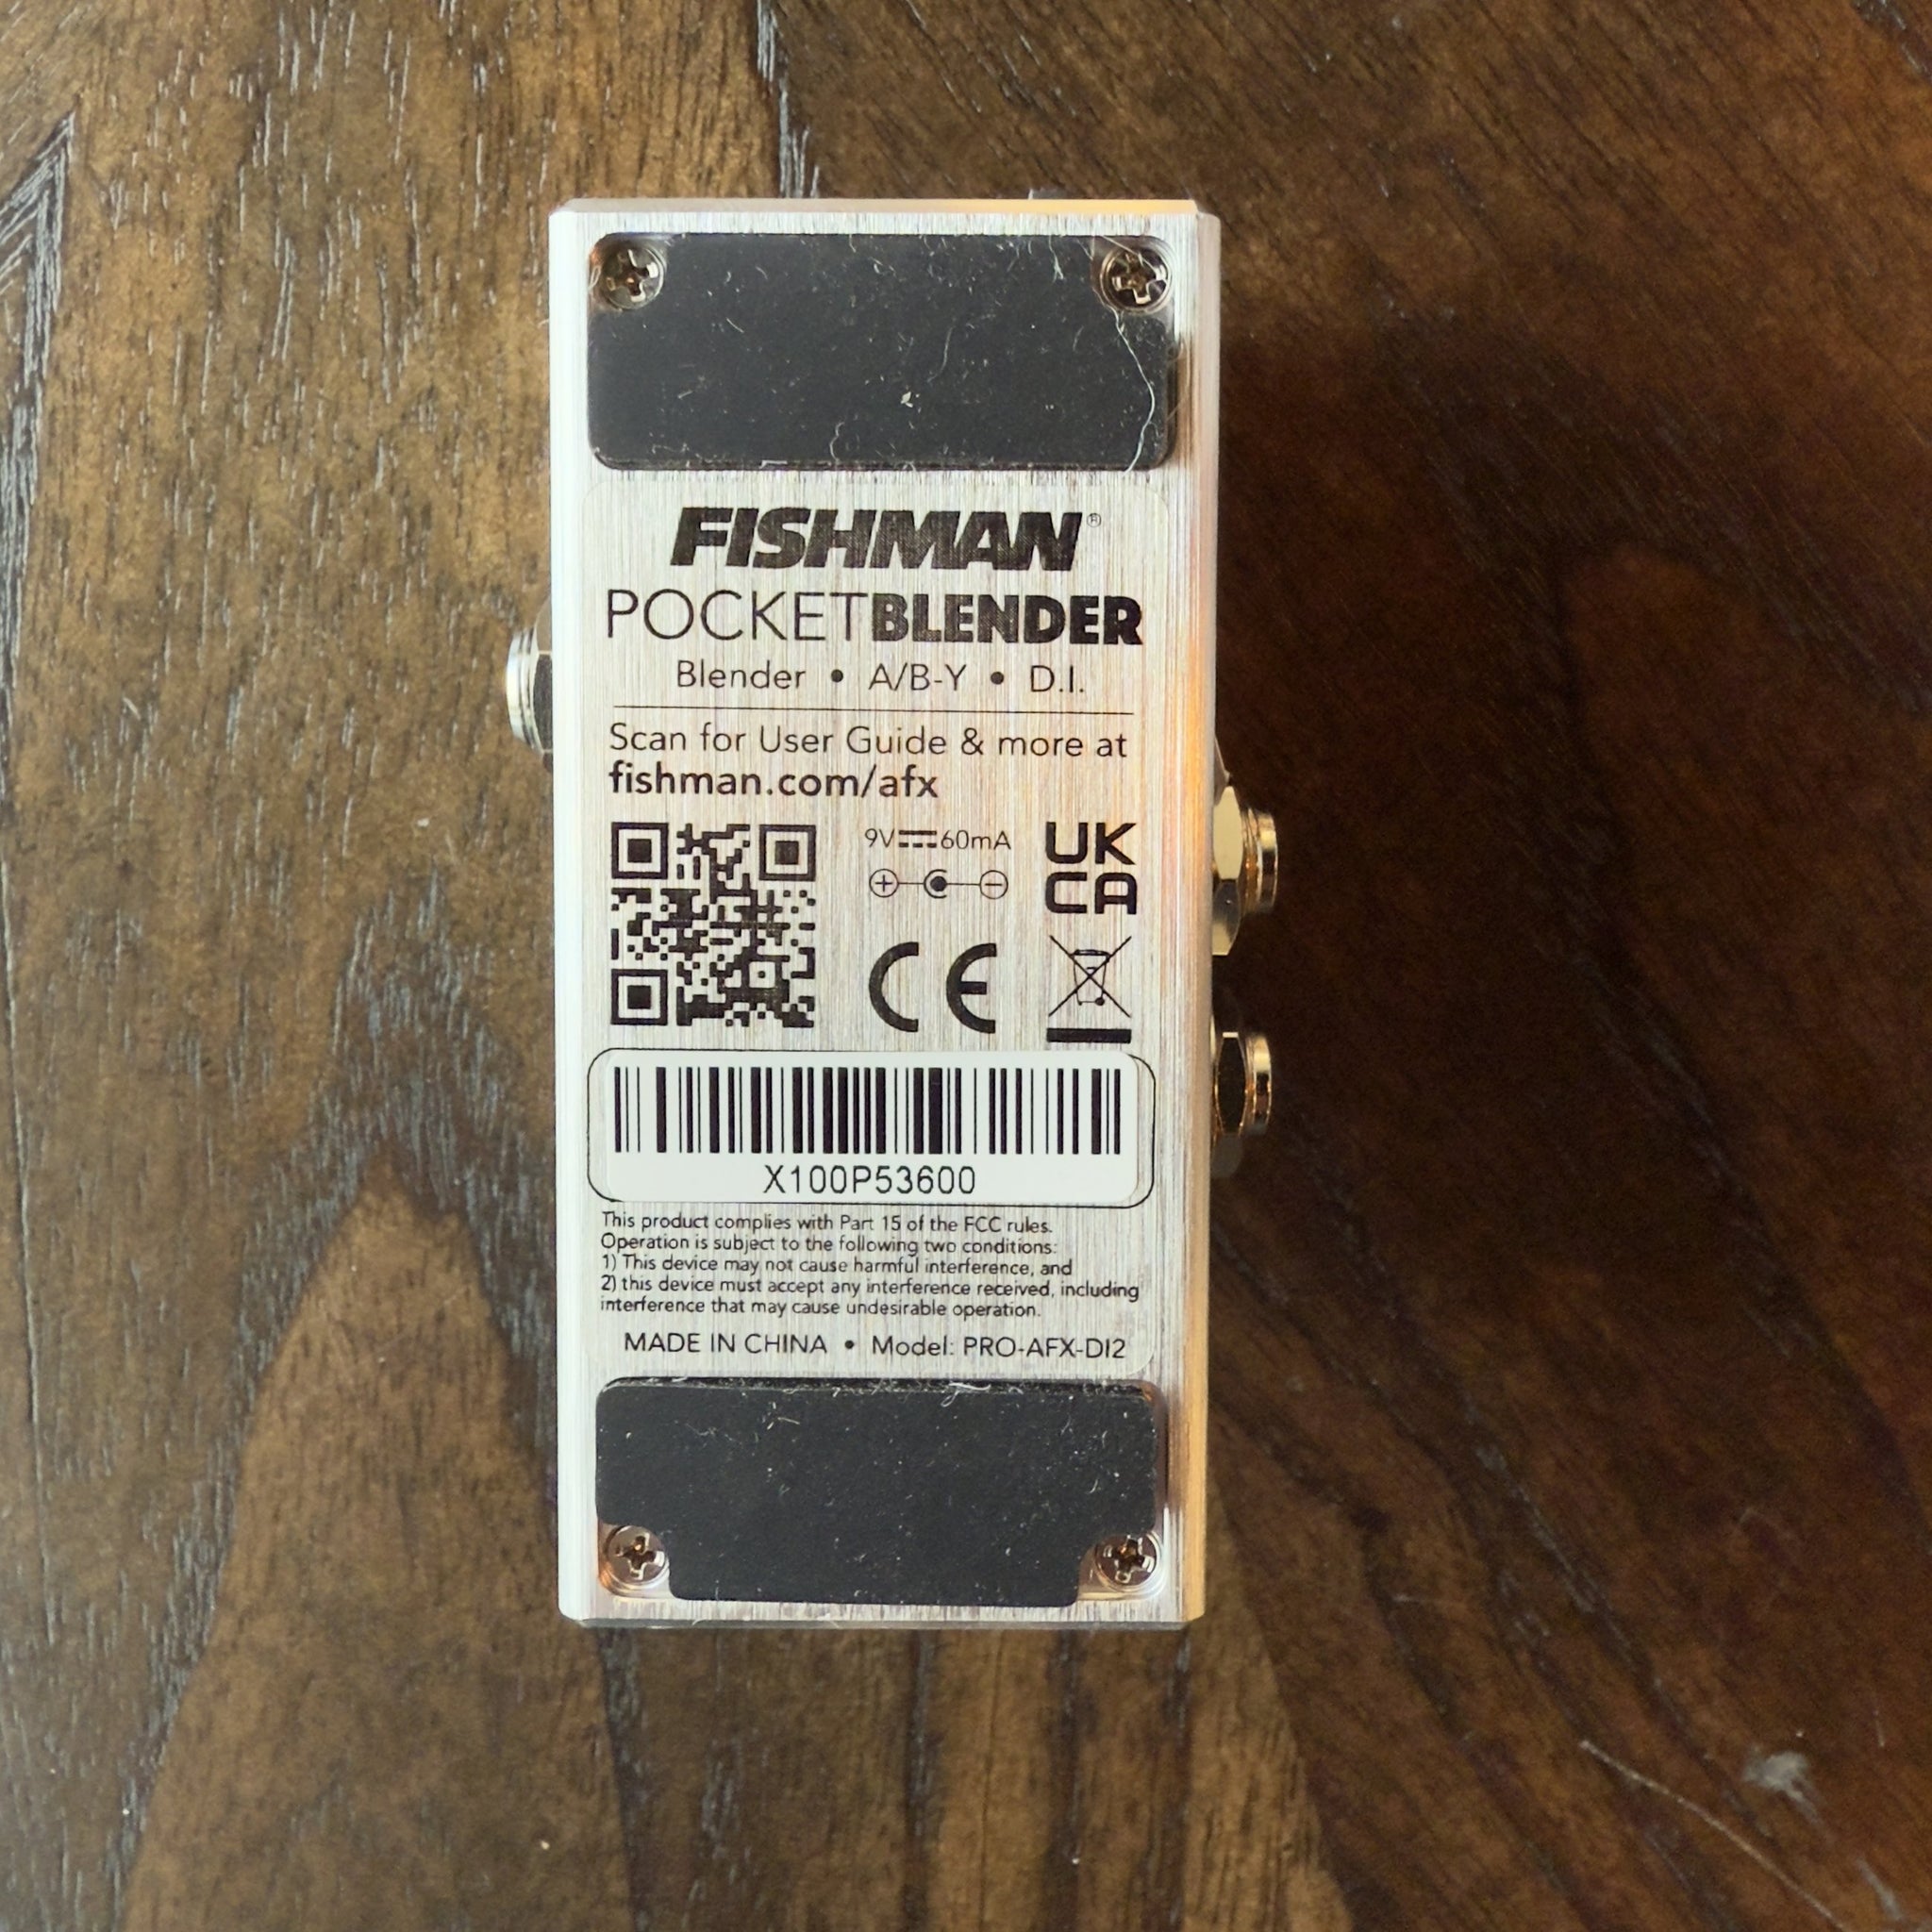 FISHMAN®
POCKETBLENDER
Blender • A/B-Y • D.I.
Scan for User Guide & more at
fishman.com/afx
9V⎓60mA
UK
CA
CE
X100P53600
This product complies with Part 15 of the FCC rules.
Operation is subject to the following two conditions:
1) This device may not cause harmful interference, and
2) this device must accept any interference received, including
interference that may cause undesirable operation.
MADE IN CHINA • Model: PRO-AFX-DI2